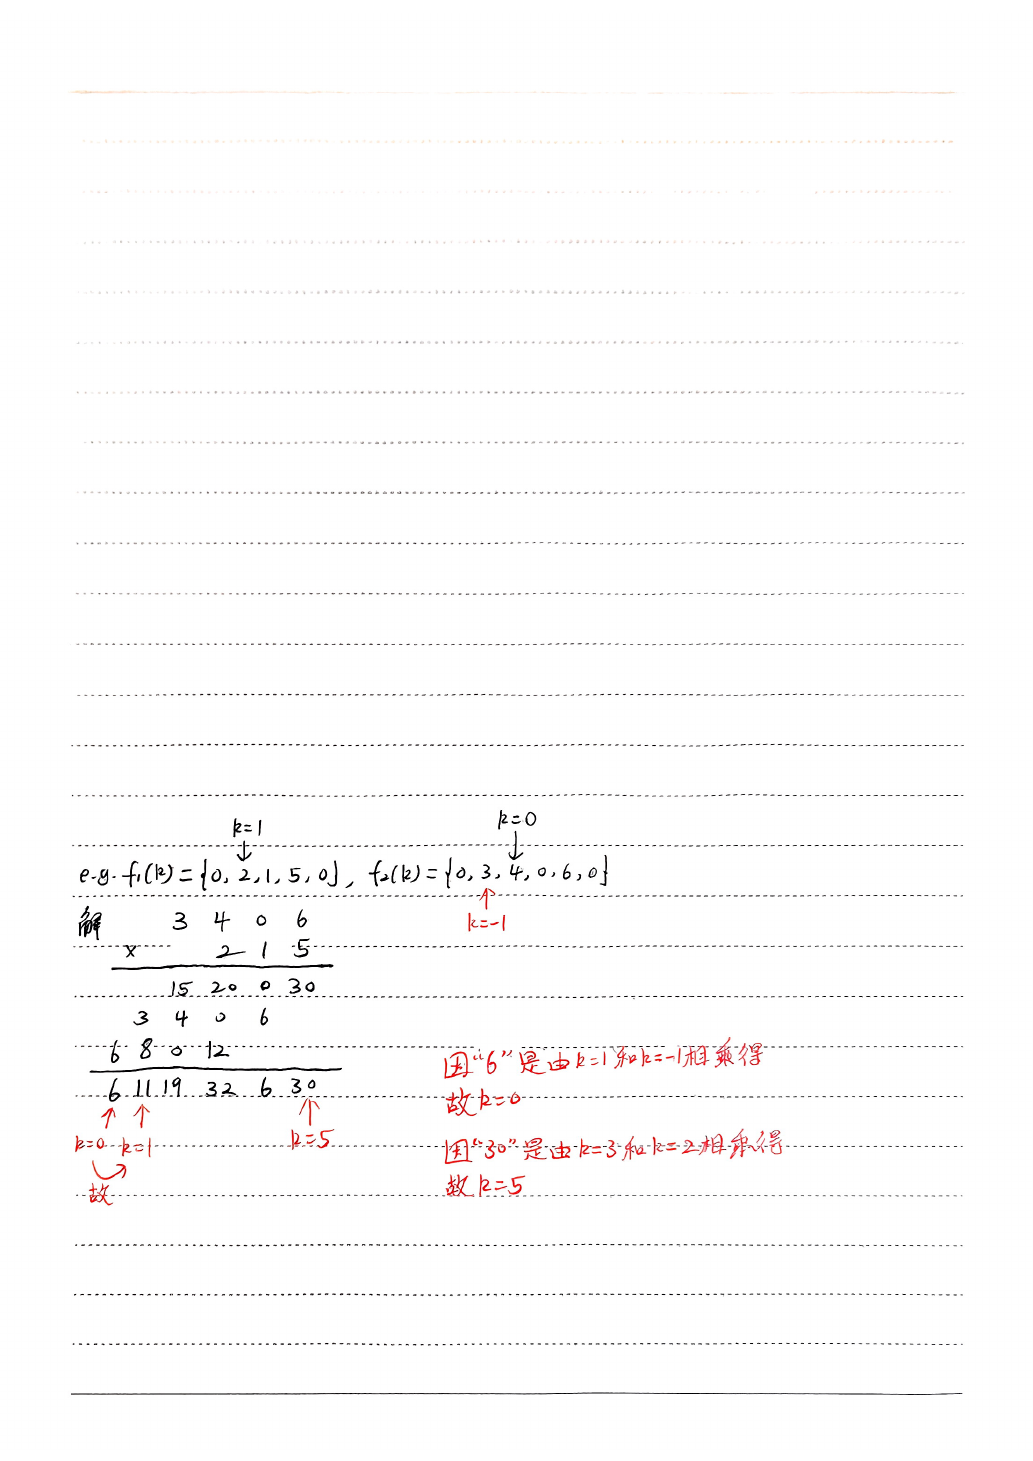 k=1 k=0
e.g. f₁(k)={0, 2, 1, 5, 0}, f₂(k)={0, 3, 4, 0, 6, 0}
k=-1
解 3 4 0 6
× 2 1 5
15 20 0 30
3 4 0 6
6 8 0 12
6 11 19 32 6 30
k=0 k=1 k=5
故
因“6”是由k=1和k=-1相乘得
故k=0
因“30”是由k=3和k=2相乘得
故k=5